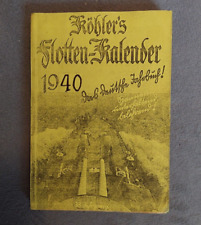 Köhler's
Flotten-Kalender
1940
das deutsche Jahrbuch!